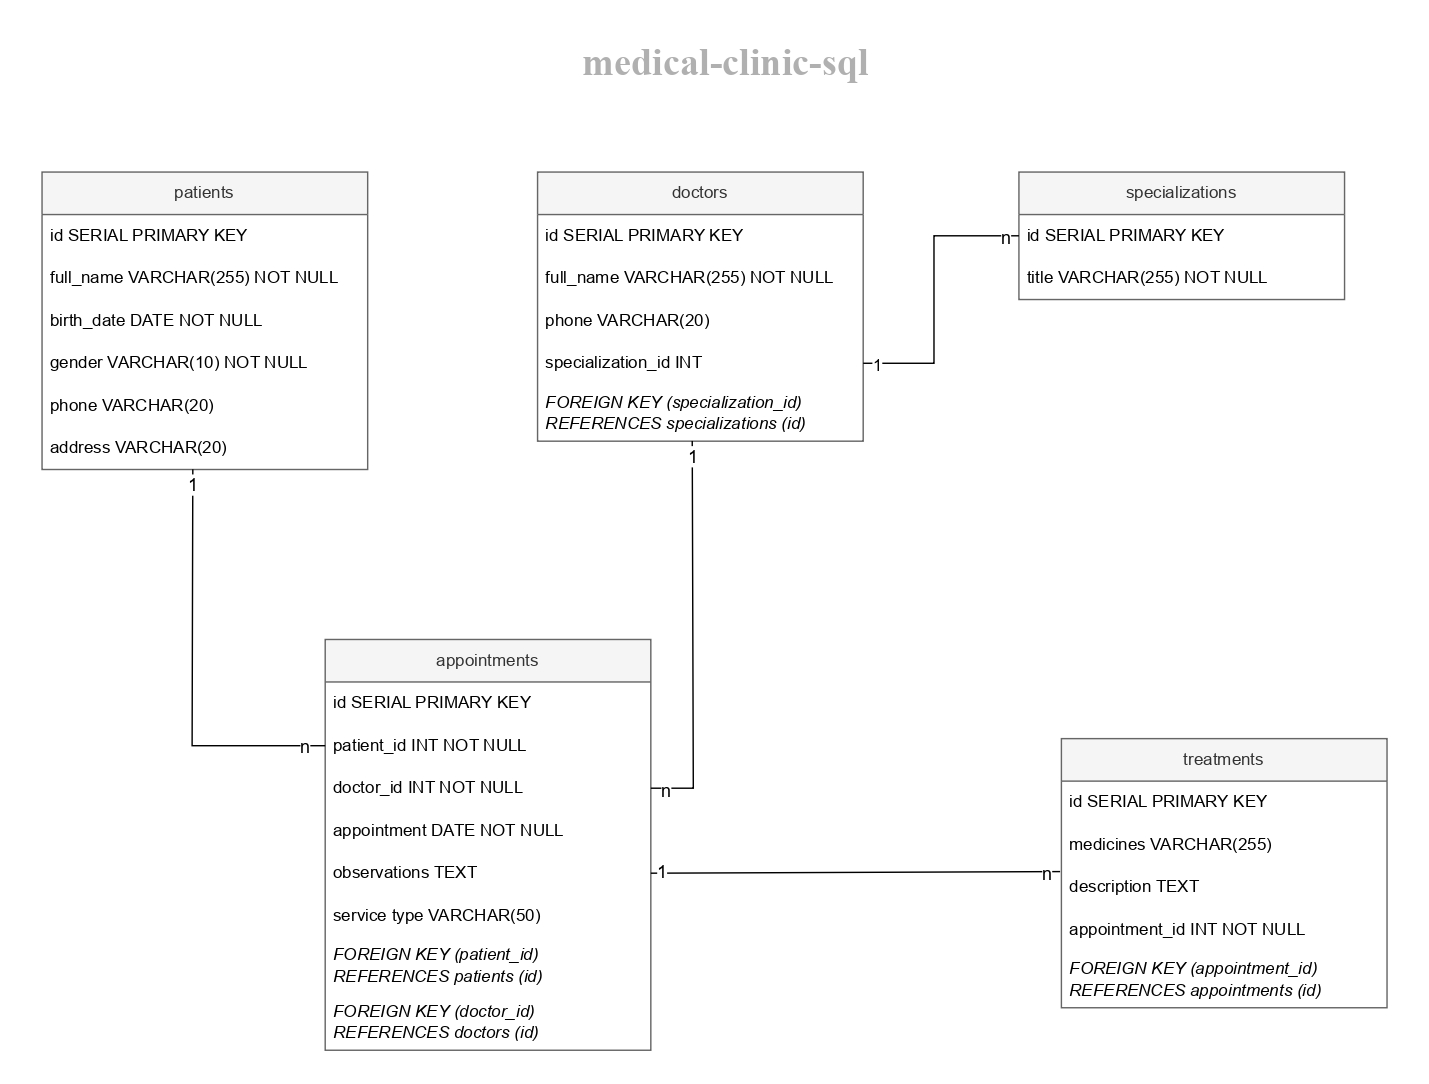 medical-clinic-sql
patients
id SERIAL PRIMARY KEY
full_name VARCHAR(255) NOT NULL
birth_date DATE NOT NULL
gender VARCHAR(10) NOT NULL
phone VARCHAR(20)
address VARCHAR(20)
1
n
doctors
id SERIAL PRIMARY KEY
full_name VARCHAR(255) NOT NULL
phone VARCHAR(20)
specialization_id INT
FOREIGN KEY (specialization_id)
REFERENCES specializations (id)
1
n
1
n
specializations
id SERIAL PRIMARY KEY
title VARCHAR(255) NOT NULL
appointments
id SERIAL PRIMARY KEY
patient_id INT NOT NULL
doctor_id INT NOT NULL
appointment DATE NOT NULL
observations TEXT
service type VARCHAR(50)
FOREIGN KEY (patient_id)
REFERENCES patients (id)
FOREIGN KEY (doctor_id)
REFERENCES doctors (id)
1
n
treatments
id SERIAL PRIMARY KEY
medicines VARCHAR(255)
description TEXT
appointment_id INT NOT NULL
FOREIGN KEY (appointment_id)
REFERENCES appointments (id)